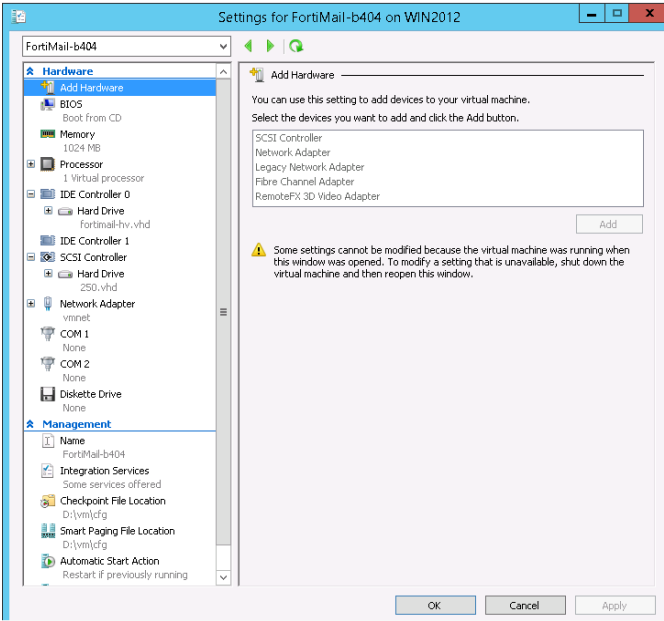 Settings for FortiMail-b404 on WIN2012
FortiMail-b404
Hardware
Add Hardware
BIOS
Boot from CD
Memory
1024 MB
Processor
1 Virtual processor
IDE Controller 0
Hard Drive
fortimail-hv.vhd
IDE Controller 1
SCSI Controller
Hard Drive
250.vhd
Network Adapter
vmnet
COM 1
None
COM 2
None
Diskette Drive
None
Management
Name
FortiMail-b404
Integration Services
Some services offered
Checkpoint File Location
D:\vm\cfg
Smart Paging File Location
D:\vm\cfg
Automatic Start Action
Restart if previously running
Add Hardware
You can use this setting to add devices to your virtual machine.
Select the devices you want to add and click the Add button.
SCSI Controller
Network Adapter
Legacy Network Adapter
Fibre Channel Adapter
RemoteFX 3D Video Adapter
Add
Some settings cannot be modified because the virtual machine was running when
this window was opened. To modify a setting that is unavailable, shut down the
virtual machine and then reopen this window.
OK
Cancel
Apply